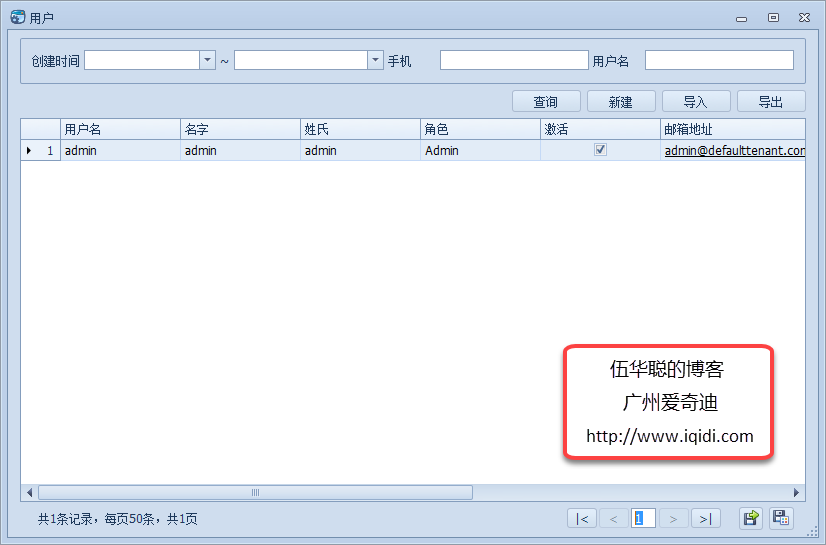 用户
创建时间 ~ 手机 用户名
查询 新建 导入 导出
用户名 名字 姓氏 角色 激活 邮箱地址
1 admin admin admin Admin admin@defaulttenant.con
伍华聪的博客
广州爱奇迪
http://www.iqidi.com
共1条记录，每页50条，共1页 |< < 1 > >|